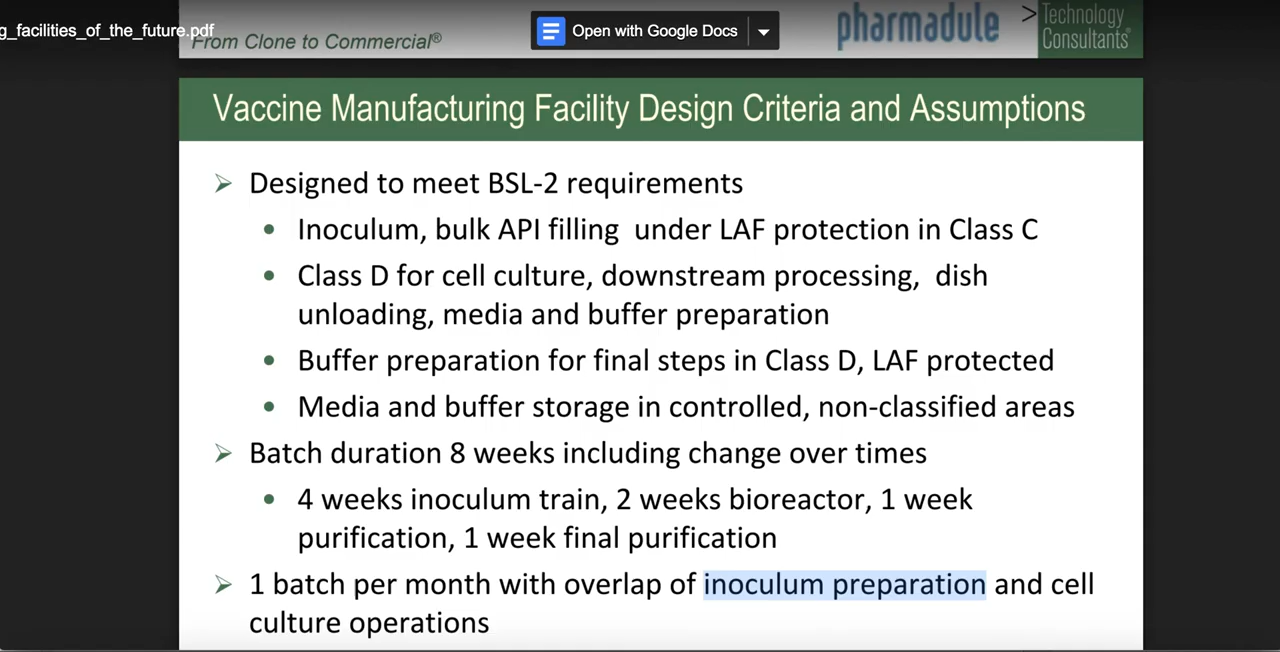 g_facilities_of_the_future.pdf
From Clone to Commercial®
Open with Google Docs
pharmadule
> Technology
Consultants
Vaccine Manufacturing Facility Design Criteria and Assumptions
➢ Designed to meet BSL-2 requirements
• Inoculum, bulk API filling under LAF protection in Class C
• Class D for cell culture, downstream processing, dish
unloading, media and buffer preparation
• Buffer preparation for final steps in Class D, LAF protected
• Media and buffer storage in controlled, non-classified areas
➢ Batch duration 8 weeks including change over times
• 4 weeks inoculum train, 2 weeks bioreactor, 1 week
purification, 1 week final purification
➢ 1 batch per month with overlap of inoculum preparation and cell
culture operations